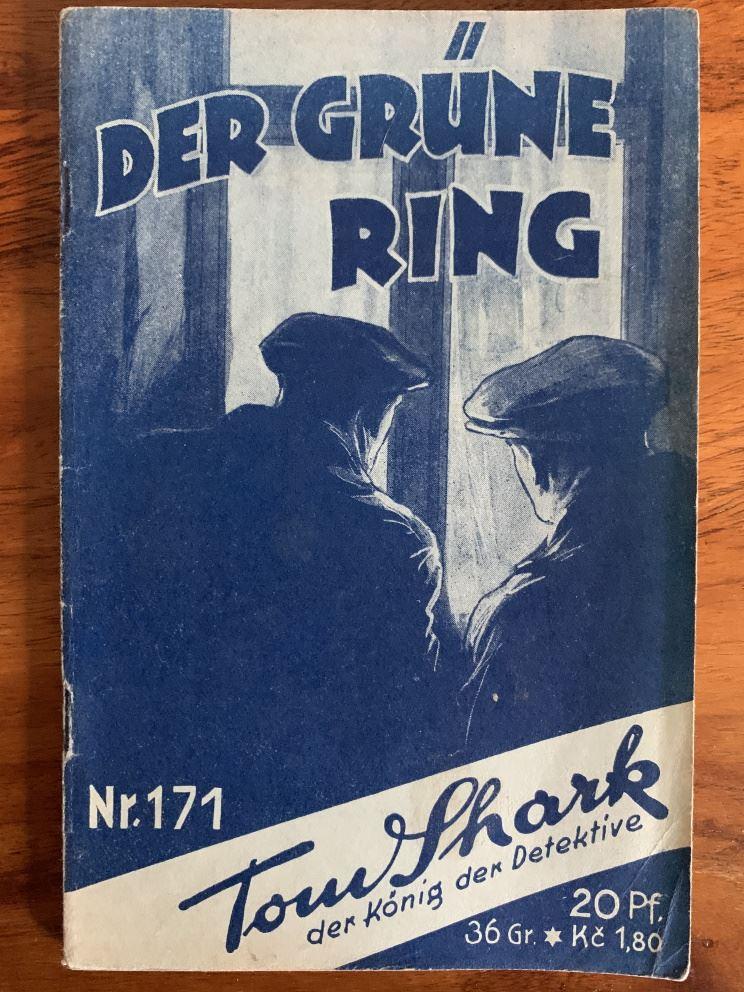 DER GRÜNE
RING
Nr.171
Tom Shark
der König der Detektive
20 Pf.
36 Gr. ✶ Kč 1,80